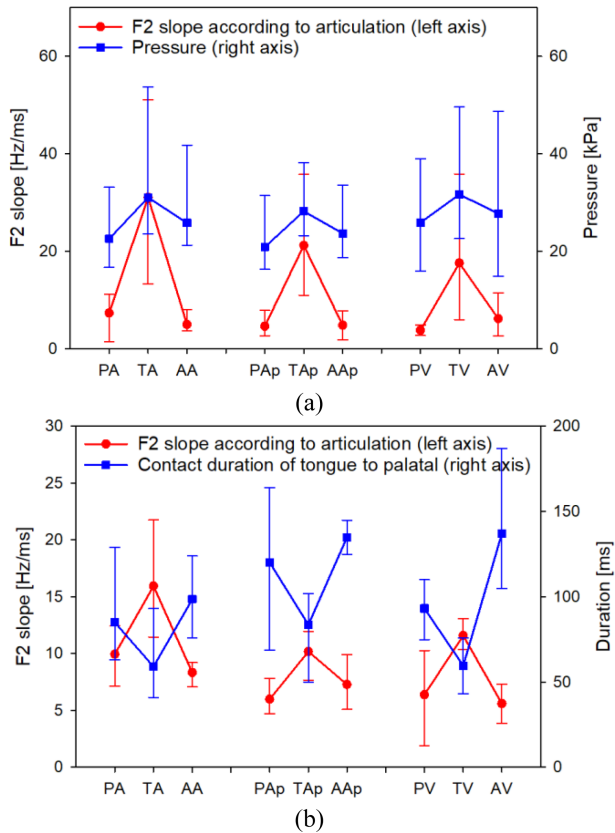 F2 slope according to articulation (left axis)
Pressure (right axis)
F2 slope [Hz/ms]
Pressure [kPa]
60
40
20
0
60
40
20
0
PA TA AA PAp TAp AAp PV TV AV
(a)
F2 slope according to articulation (left axis)
Contact duration of tongue to palatal (right axis)
F2 slope [Hz/ms]
Duration [ms]
30
25
20
15
10
5
0
200
150
100
50
0
PA TA AA PAp TAp AAp PV TV AV
(b)